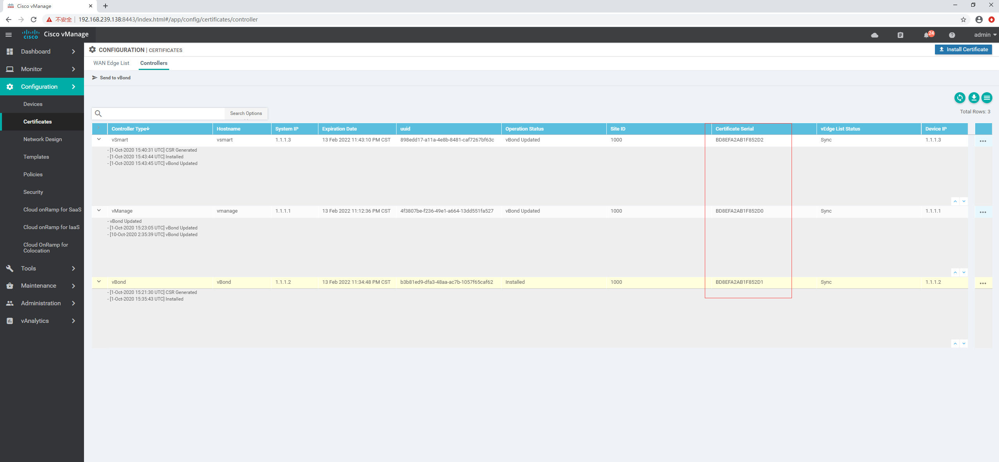 Cisco vManage
不安全 192.168.239.138:8443/index.html#/app/config/certificates/controller
CISCO Cisco vManage
24
admin
Dashboard
Monitor
Configuration
Devices
Certificates
Network Design
Templates
Policies
Security
Cloud onRamp for SaaS
Cloud onRamp for IaaS
Cloud OnRamp for
Colocation
Tools
Maintenance
Administration
vAnalytics
CONFIGURATION | CERTIFICATES
Install Certificate
WAN Edge List Controllers
Send to vBond
Search Options
Total Rows: 3
Controller Type Hostname System IP Expiration Date uuid Operation Status Site ID Certificate Serial vEdge List Status Device IP
vSmart vsmart 1.1.1.3 13 Feb 2022 11:43:10 PM CST 898edd17-a11a-4e8b-8481-caf7267bf63c vBond Updated 1000 BD8EFA2AB1F852D2 Sync 1.1.1.3
- [1-Oct-2020 15:40:31 UTC] CSR Generated
- [1-Oct-2020 15:43:44 UTC] Installed
- [1-Oct-2020 15:43:45 UTC] vBond Updated
vManage vmanage 1.1.1.1 13 Feb 2022 11:12:36 PM CST 4f3807be-f236-49e1-a664-13dd551fa527 vBond Updated 1000 BD8EFA2AB1F852D0 Sync 1.1.1.1
- vBond Updated
- [1-Oct-2020 15:23:05 UTC] vBond Updated
- [10-Oct-2020 2:35:39 UTC] vBond Updated
vBond vBond 1.1.1.2 13 Feb 2022 11:34:48 PM CST b3b81ed9-dfa3-48aa-ac7b-1057f65caf62 Installed 1000 BD8EFA2AB1F852D1 Sync 1.1.1.2
- [1-Oct-2020 15:21:30 UTC] CSR Generated
- [1-Oct-2020 15:35:43 UTC] Installed